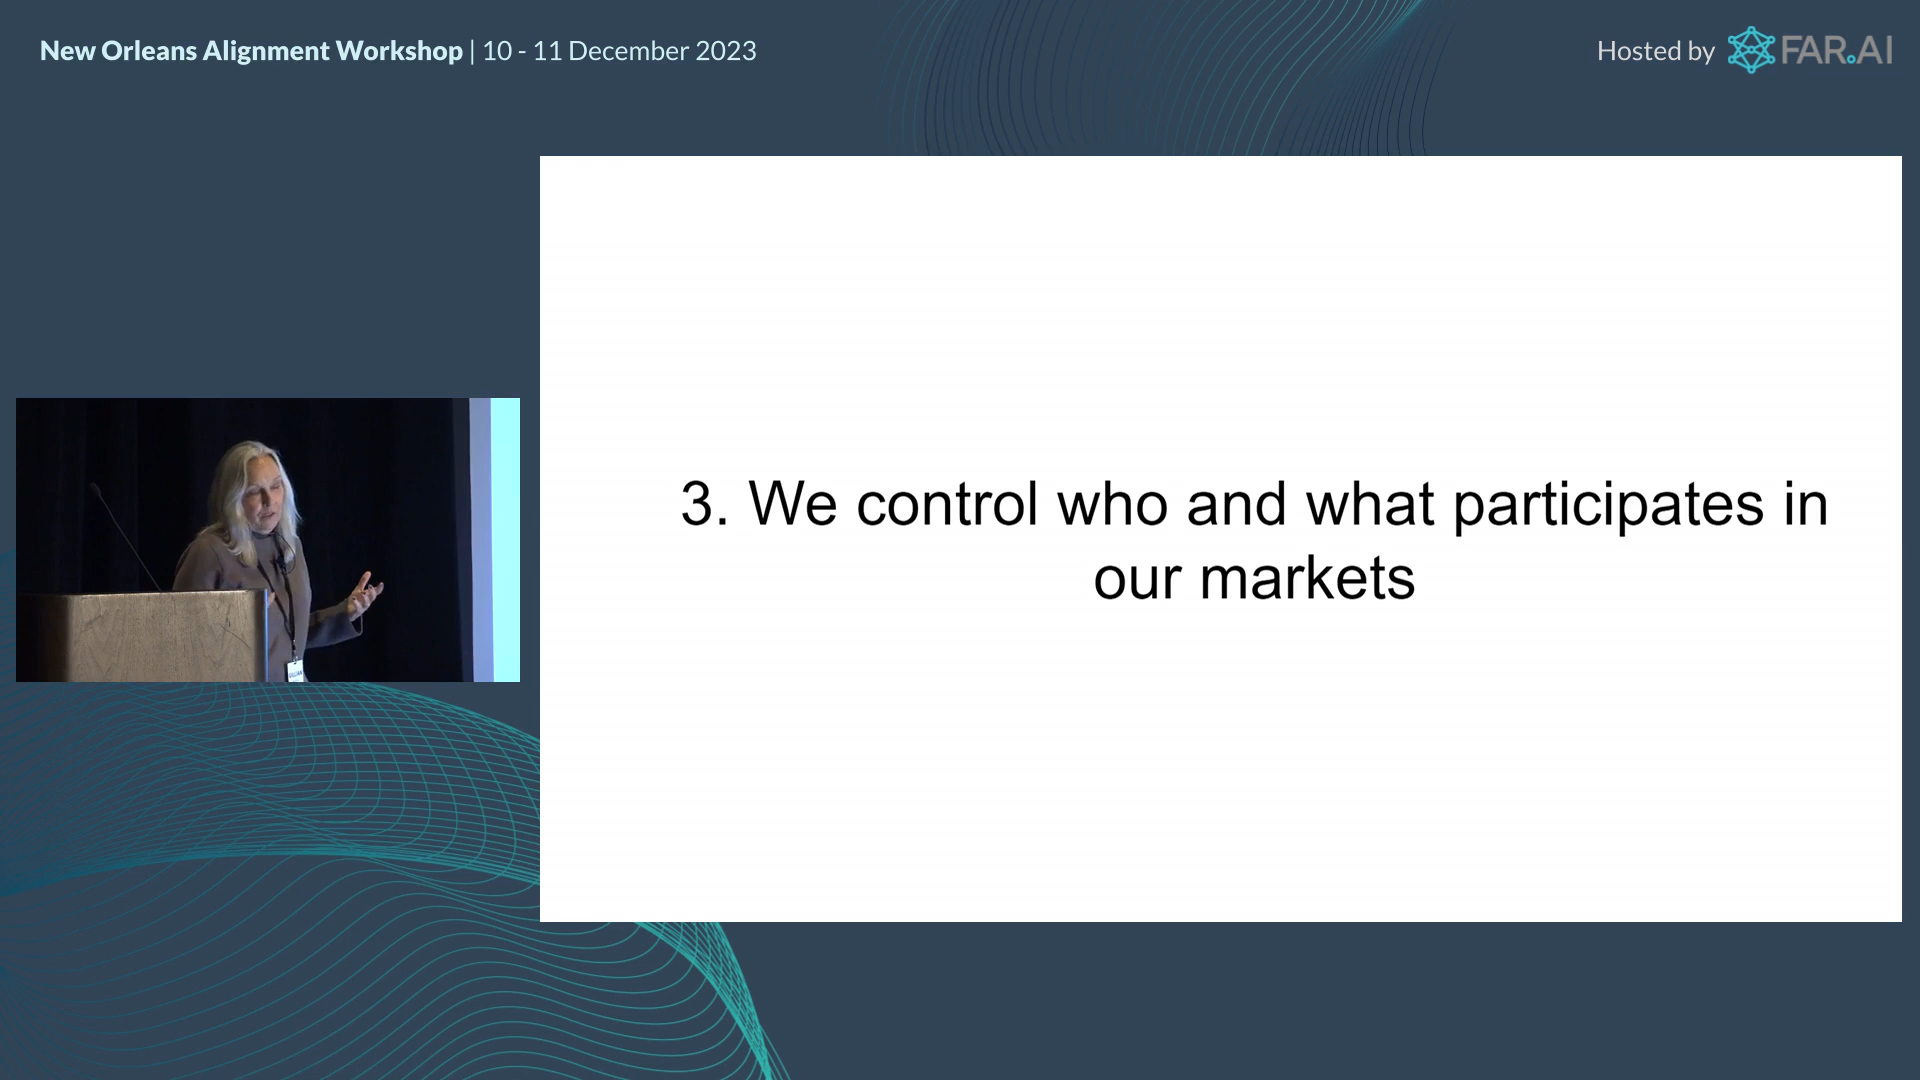 New Orleans Alignment Workshop | 10 - 11 December 2023
Hosted by FAR.AI
3. We control who and what participates in
our markets